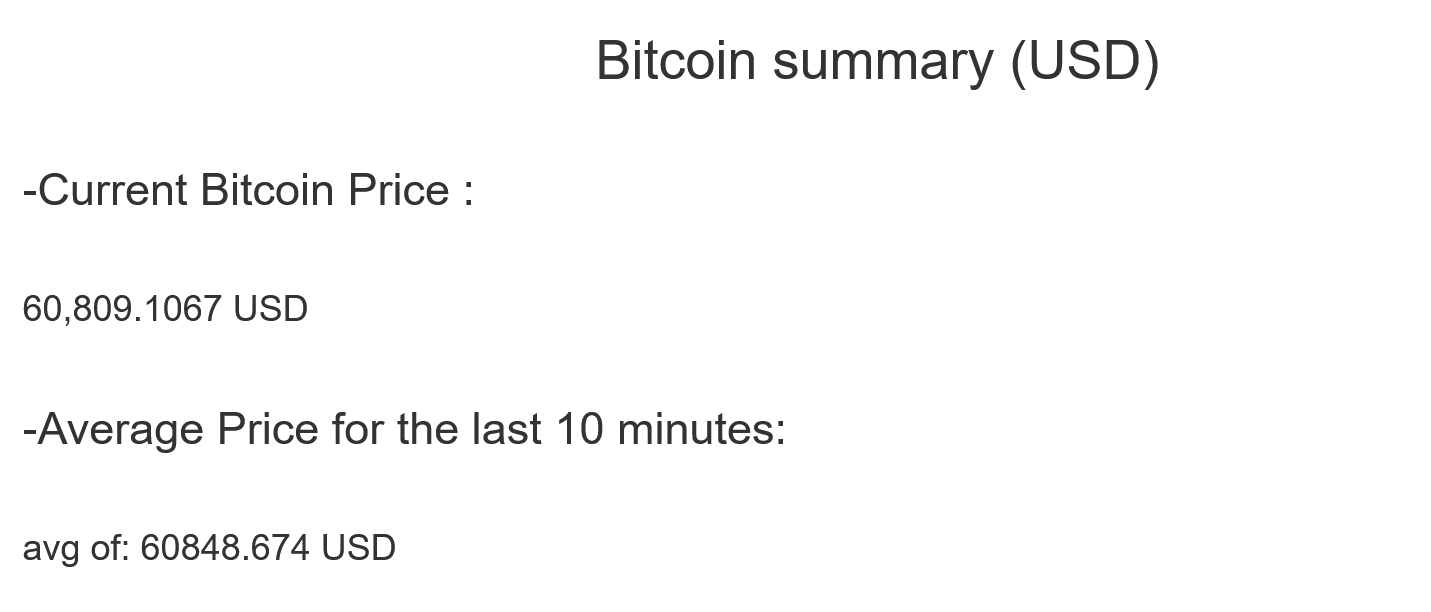 Bitcoin summary (USD)
-Current Bitcoin Price :
60,809.1067 USD
-Average Price for the last 10 minutes:
avg of: 60848.674 USD